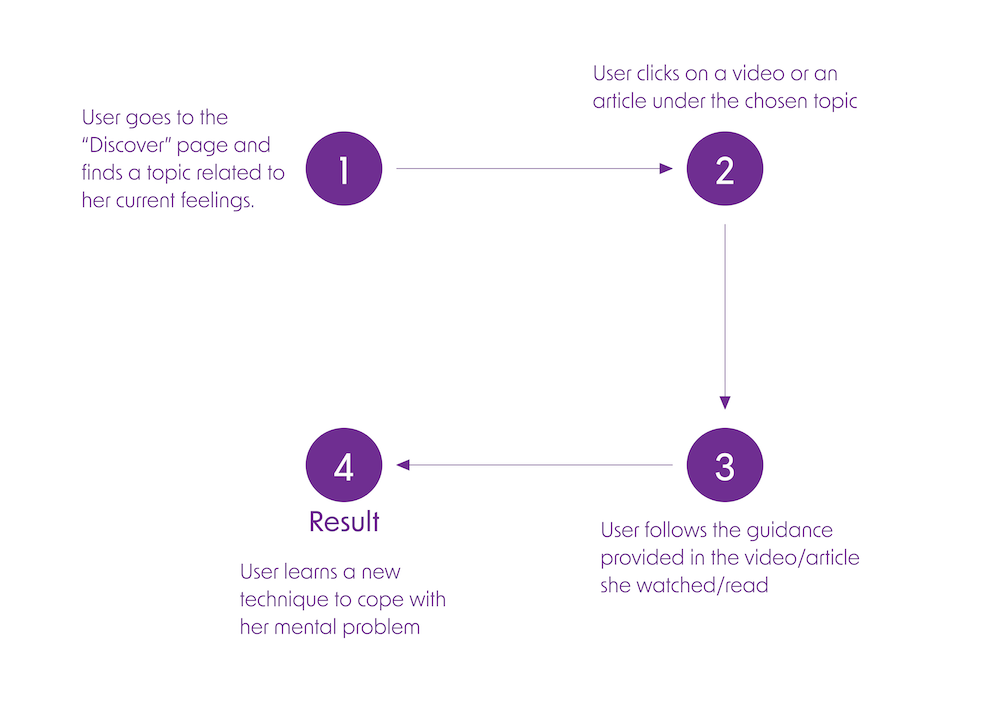 User goes to the
“Discover” page and
finds a topic related to
her current feelings.
1
User clicks on a video or an
article under the chosen topic
2
3
User follows the guidance
provided in the video/article
she watched/read
4
Result
User learns a new
technique to cope with
her mental problem